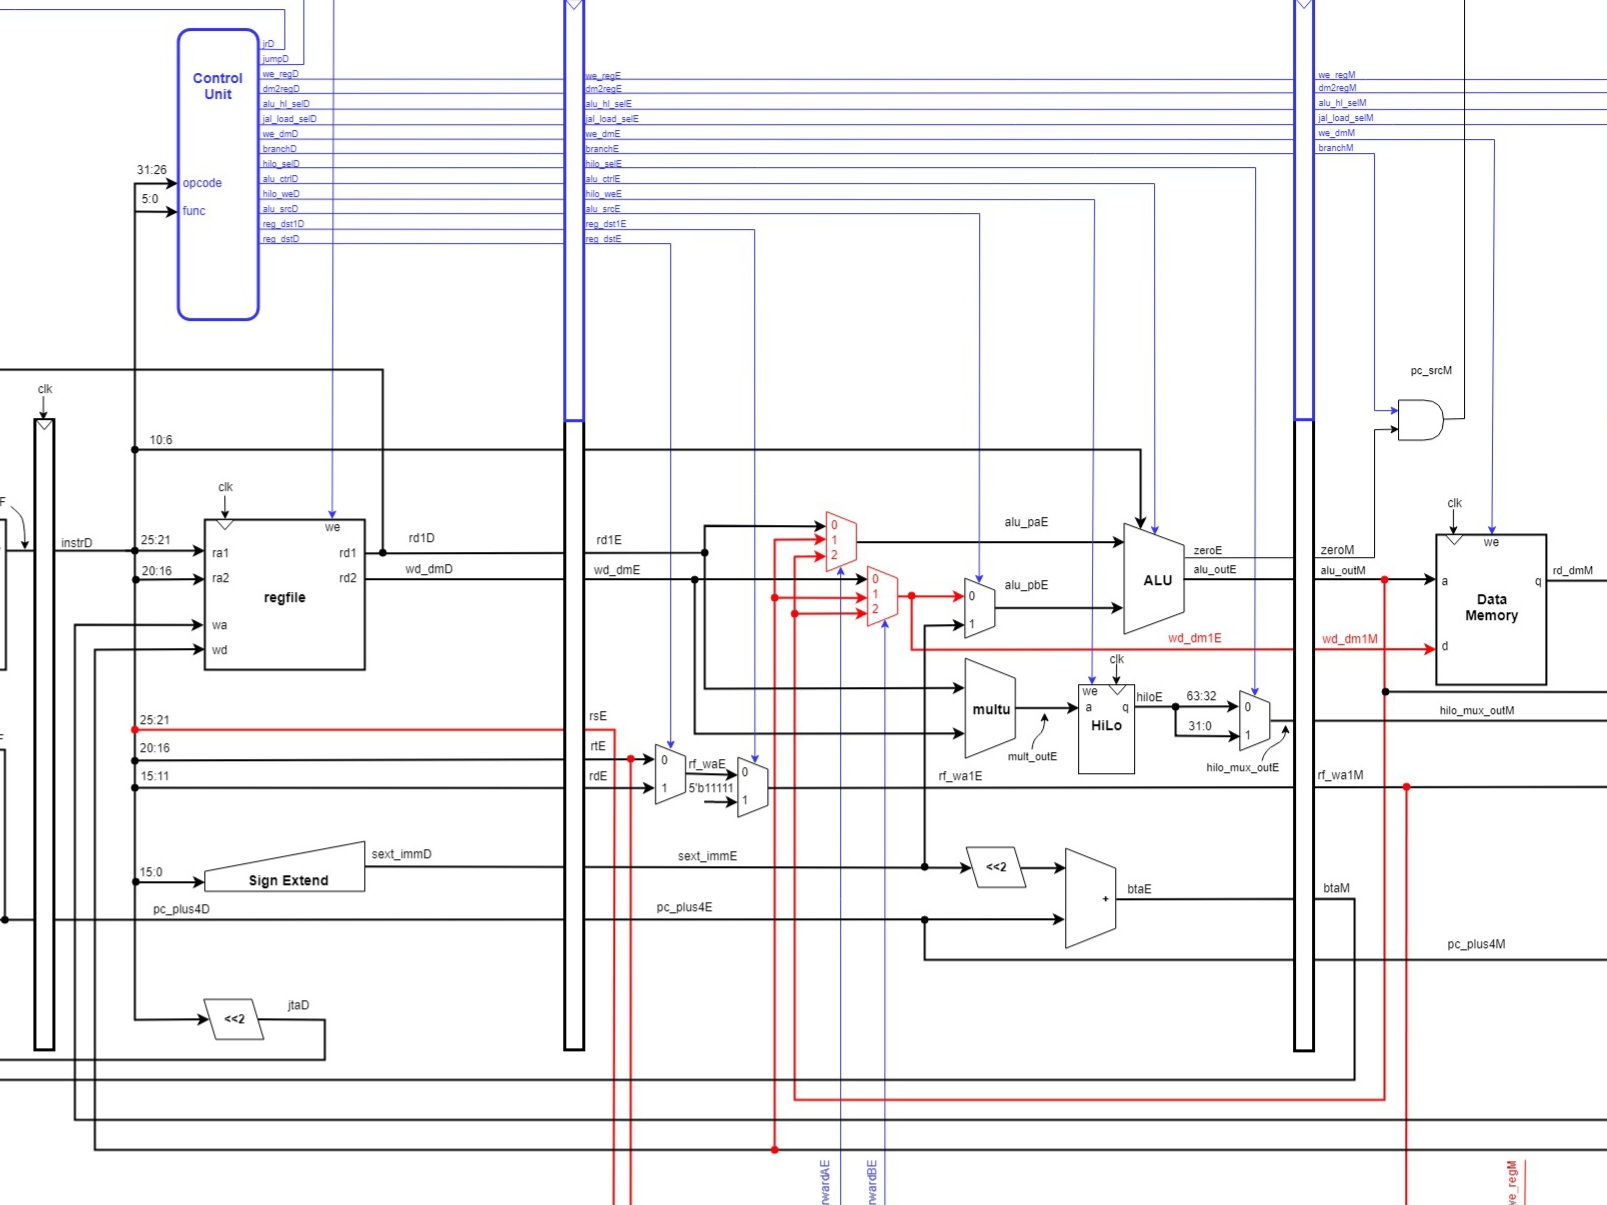 jrD
jumpD
Control
Unit
we_regD
we_regE
we_regM
dm2regD
dm2regE
dm2regM
alu_hl_selD
alu_hl_selE
alu_hl_selM
jal_load_selD
jal_load_selE
jal_load_selM
we_dmD
we_dmE
we_dmM
branchD
branchE
branchM
hilo_selD
hilo_selE
31:26
opcode
alu_ctrlD
alu_ctrlE
5:0
hilo_weD
hilo_weE
func
alu_srcD
alu_srcE
reg_dst1D
reg_dst1E
reg_dstD
reg_dstE
pc_srcM
clk
10:6
clk
clk
F
we
0
alu_paE
we
instrD
25:21
ra1
rd1
rd1D
rd1E
1
2
zeroE
zeroM
20:16
ra2
rd2
wd_dmD
wd_dmE
0
1
2
0
alu_pbE
ALU
alu_outE
alu_outM
a
q
rd_dmM
regfile
Data
Memory
wa
1
wd
wd_dm1E
wd_dm1M
d
clk
we
a
q
hiloE
63:32
0
25:21
rsE
multu
HiLo
31:0
1
hilo_mux_outM
F
20:16
rtE
0
rf_waE
0
mult_outE
hilo_mux_outE
15:11
rdE
1
5'b11111
1
rf_wa1E
rf_wa1M
15:0
Sign Extend
sext_immD
sext_immE
<<2
+
btaE
btaM
pc_plus4D
pc_plus4E
pc_plus4M
<<2
jtaD
rwardAE
rwardBE
we_regM